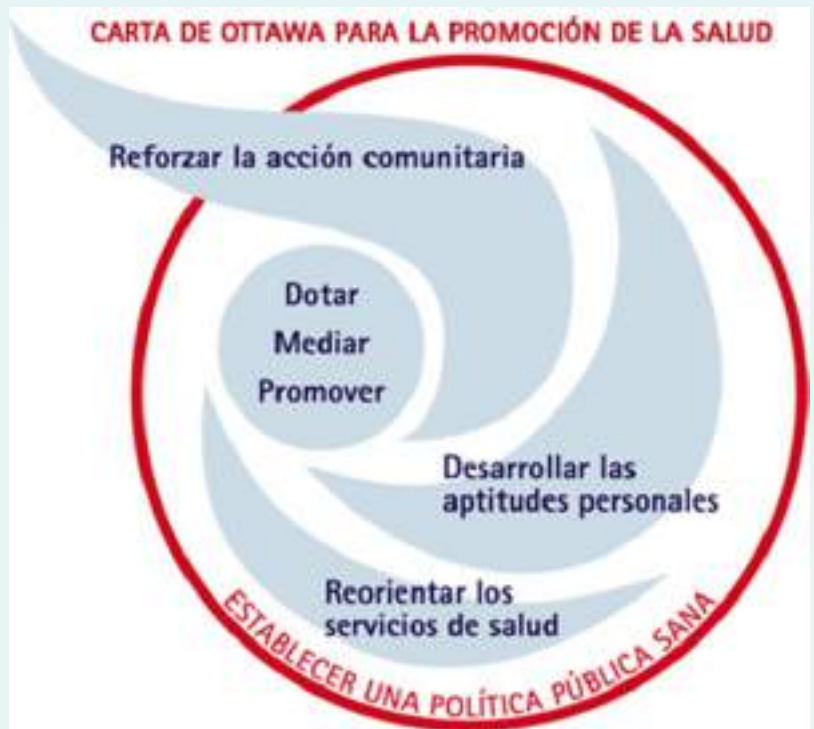 CARTA DE OTTAWA PARA LA PROMOCIÓN DE LA SALUD
Reforzar la acción comunitaria
Dotar
Mediar
Promover
Desarrollar las
aptitudes personales
Reorientar los
servicios de salud
ESTABLECER UNA POLÍTICA PÚBLICA SANA